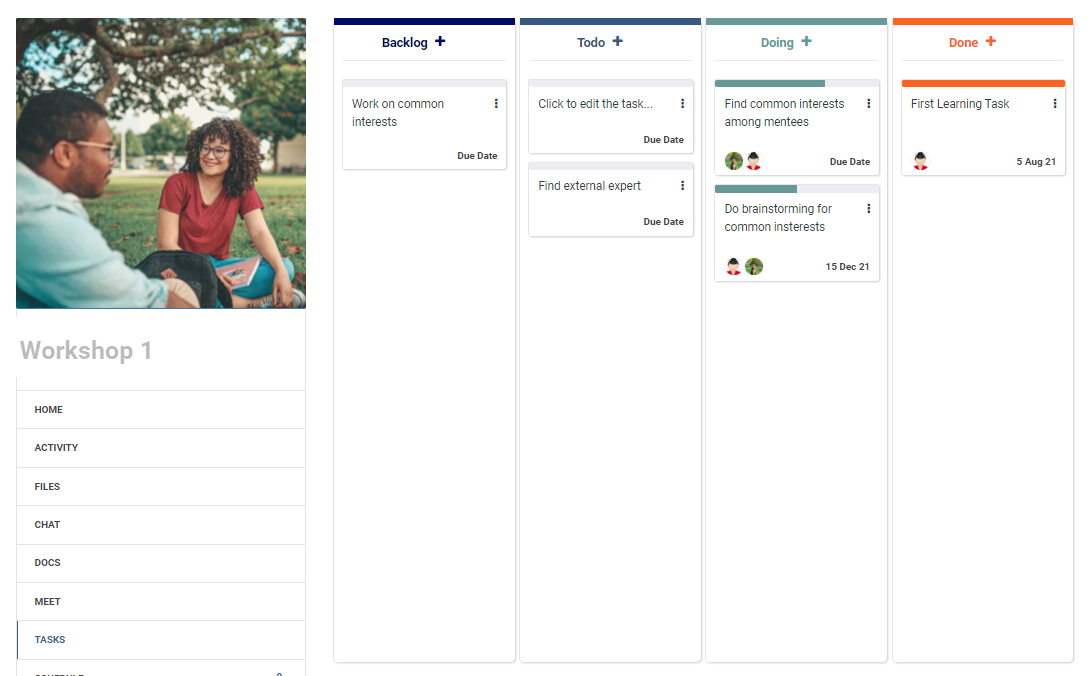 Workshop 1
HOME
ACTIVITY
FILES
CHAT
DOCS
MEET
TASKS
SCHEDULE
Backlog +
Work on common
interests
Due Date
Todo +
Click to edit the task...
Due Date
Find external expert
Due Date
Doing +
Find common interests
among mentees
Due Date
Do brainstorming for
common insterests
15 Dec 21
Done +
First Learning Task
5 Aug 21